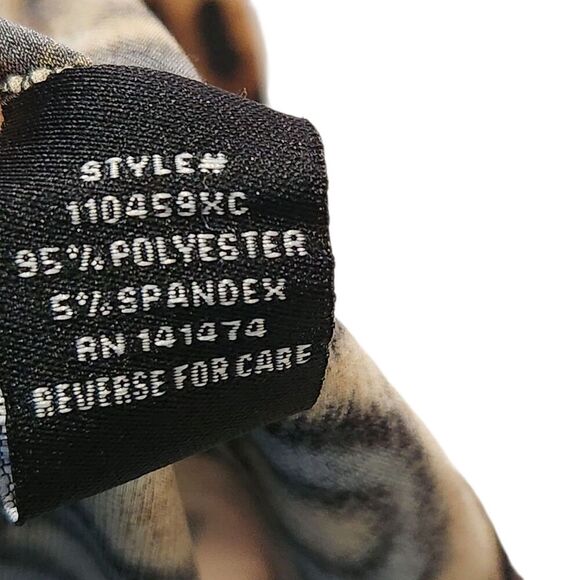 STYLE#
110459XC
95% POLYESTER
5% SPANDEX
RN 141474
REVERSE FOR CARE